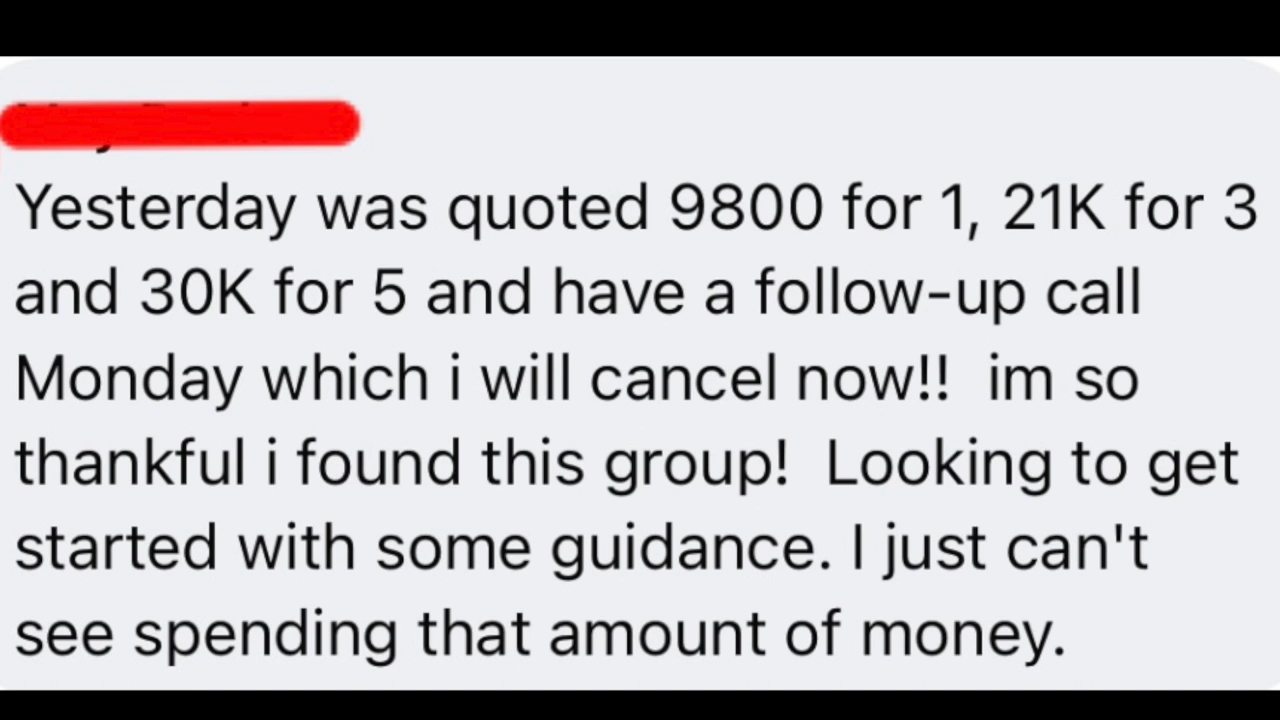 Yesterday was quoted 9800 for 1, 21K for 3
and 30K for 5 and have a follow-up call
Monday which i will cancel now!!  im so
thankful i found this group!  Looking to get
started with some guidance. I just can't
see spending that amount of money.